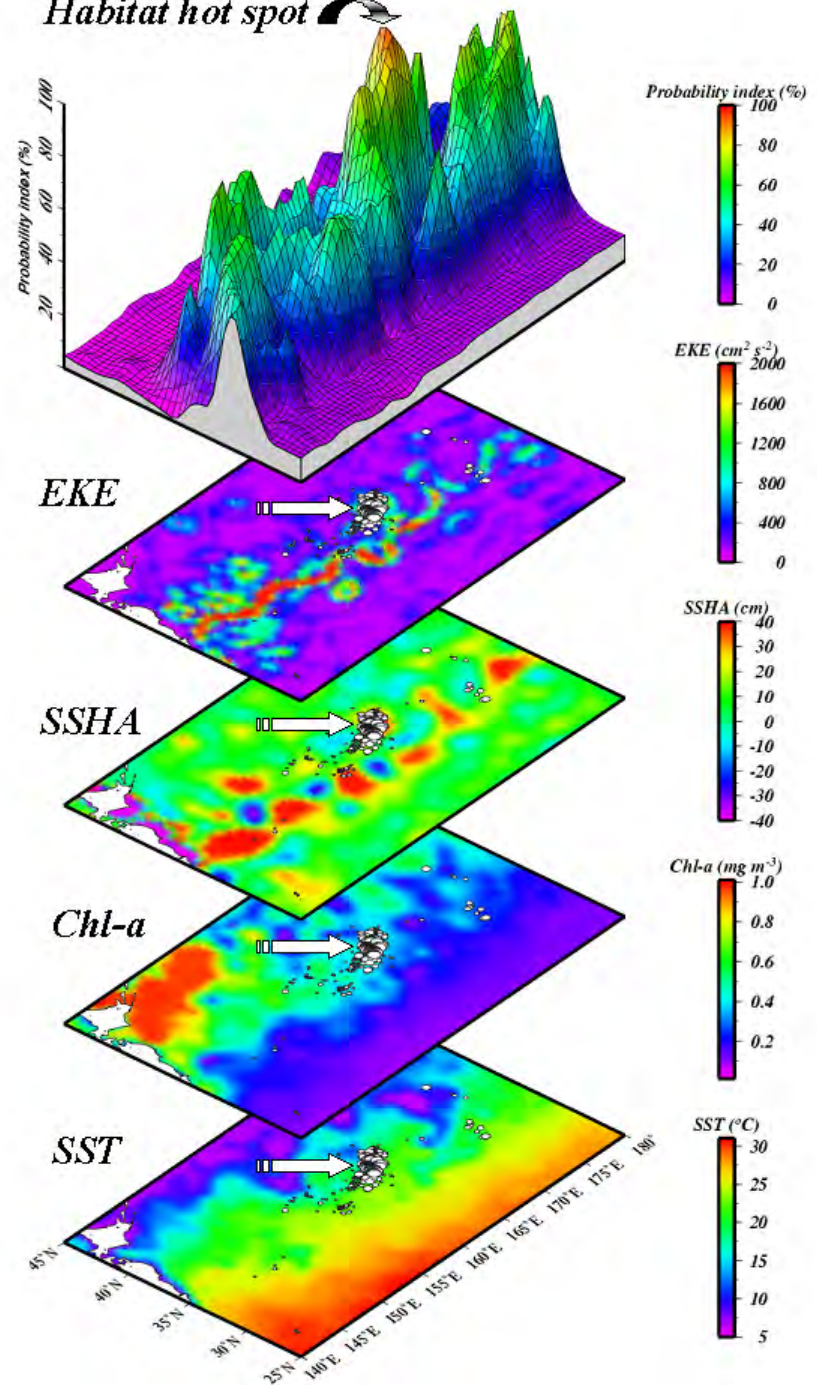 Habitat hot spot
Probability index (%)
100
80
60
40
20
Probability index (%)
100
80
60
40
20
0
EKE (cm² s⁻²)
2000
1600
1200
800
400
0
EKE
SSHA (cm)
40
30
20
10
0
-10
-20
-30
-40
SSHA
Chl-a (mg m⁻³)
1.0
0.8
0.6
0.4
0.2
Chl-a
SST (°C)
30
25
20
15
10
5
SST
45°N
40°N
35°N
30°N
25°N
140°E
145°E
150°E
155°E
160°E
165°E
170°E
175°E
180°